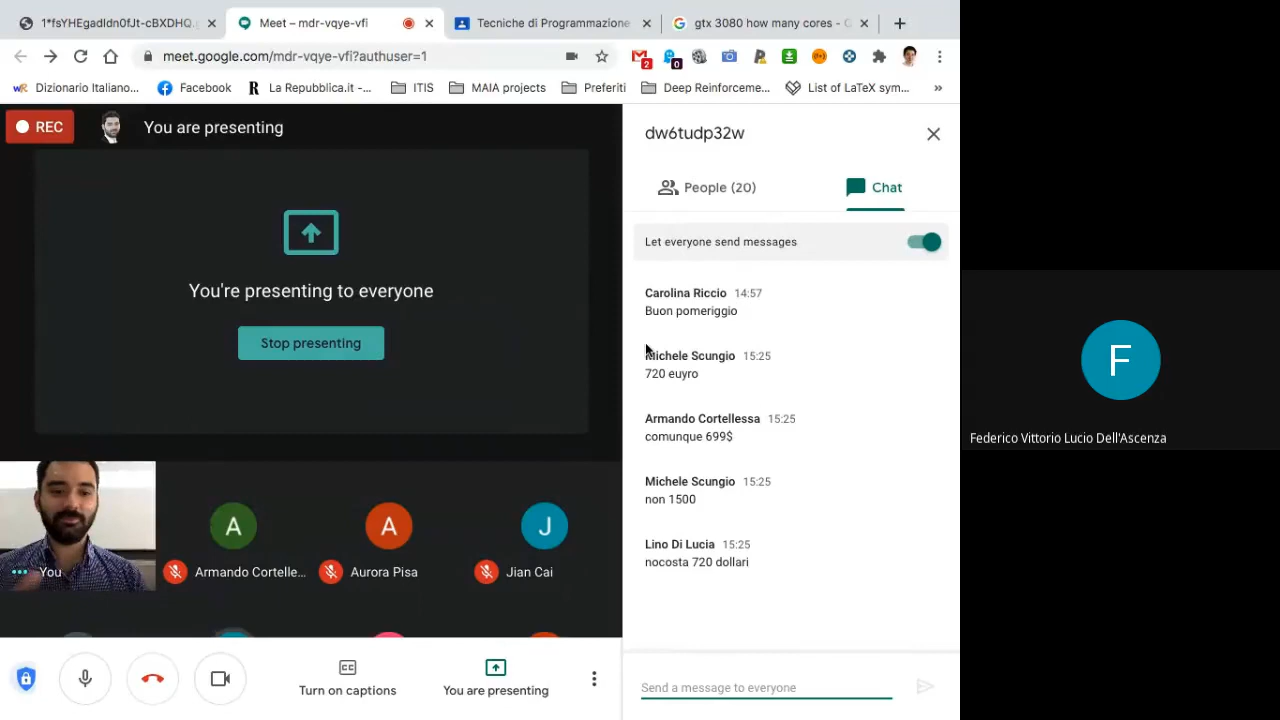 1*fsYHEgadIdn0fJt-cBXDHQ.
Meet – mdr-vqye-vfi
Tecniche di Programmazione
gtx 3080 how many cores - G
meet.google.com/mdr-vqye-vfi?authuser=1
2
0
WR Dizionario Italiano...
Facebook
R La Repubblica.it -...
ITIS
MAIA projects
Preferiti
Deep Reinforceme...
List of LaTeX sym...
»
REC
You are presenting
You're presenting to everyone
Stop presenting
You
A
Armando Cortelle...
A
Aurora Pisa
J
Jian Cai
CC
Turn on captions
You are presenting
dw6tudp32w
People (20)
Chat
Let everyone send messages
Carolina Riccio 14:57
Buon pomeriggio
Michele Scungio 15:25
720 euyro
Armando Cortellessa 15:25
comunque 699$
Michele Scungio 15:25
non 1500
Lino Di Lucia 15:25
nocosta 720 dollari
Send a message to everyone
F
Federico Vittorio Lucio Dell'Ascenza